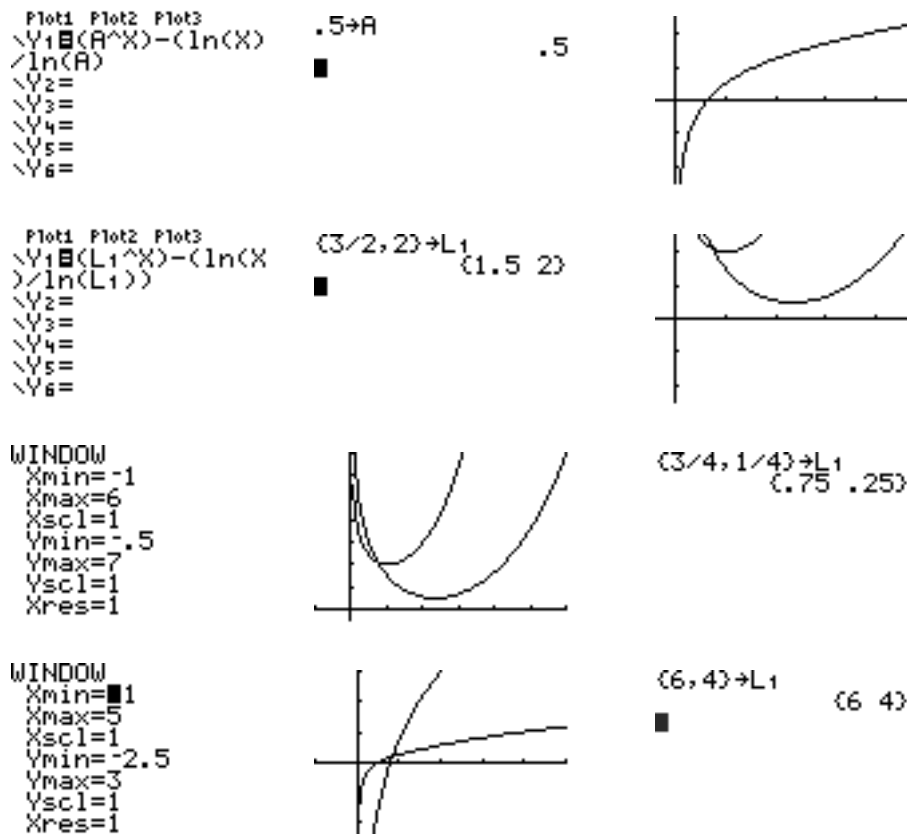 Plot1 Plot2 Plot3
\Y1=(A^X)-(ln(X)
/ln(A)
\Y2=
\Y3=
\Y4=
\Y5=
\Y6=
.5→A
.5
Plot1 Plot2 Plot3
\Y1=(L1^X)-(ln(X
)/ln(L1))
\Y2=
\Y3=
\Y4=
\Y5=
\Y6=
{3/2,2}→L1
{1.5 2}
WINDOW
Xmin=-1
Xmax=6
Xscl=1
Ymin=-.5
Ymax=7
Yscl=1
Xres=1
{3/4,1/4}→L1
{.75 .25}
WINDOW
Xmin=1
Xmax=5
Xscl=1
Ymin=-2.5
Ymax=3
Yscl=1
Xres=1
{6,4}→L1
{6 4}